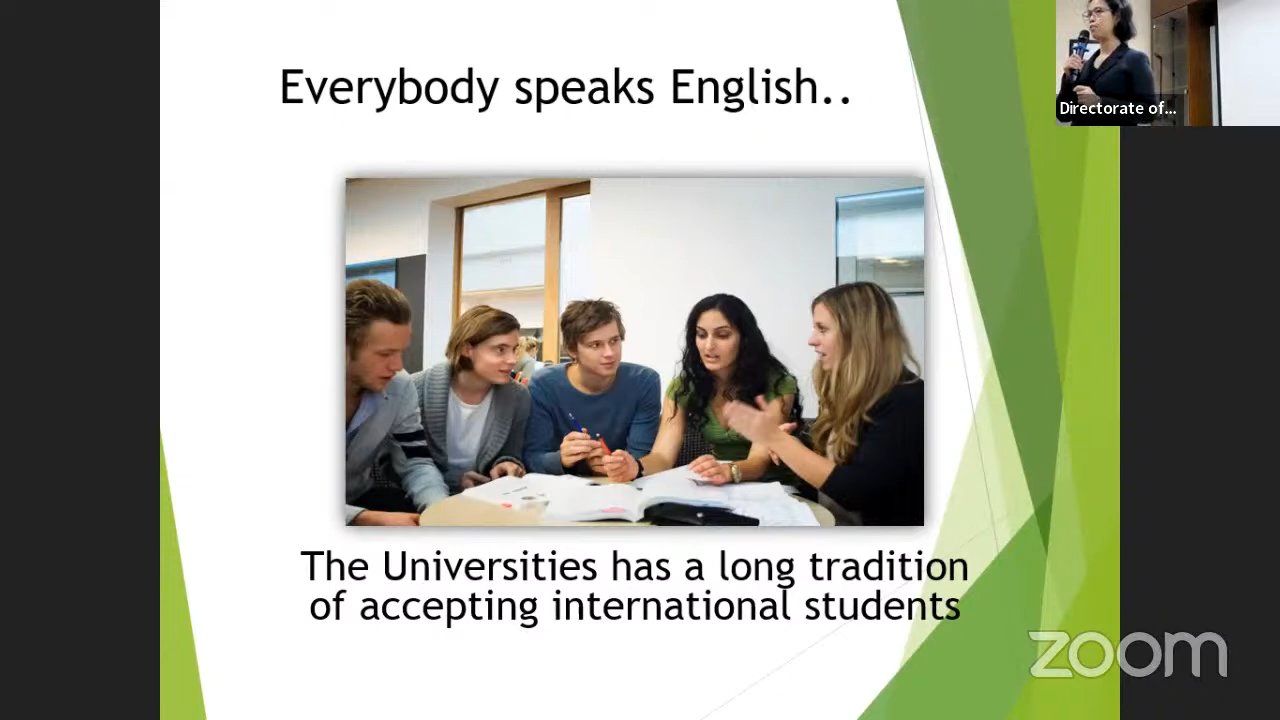 Everybody speaks English..
Directorate of...
The Universities has a long tradition
of accepting international students
zoom